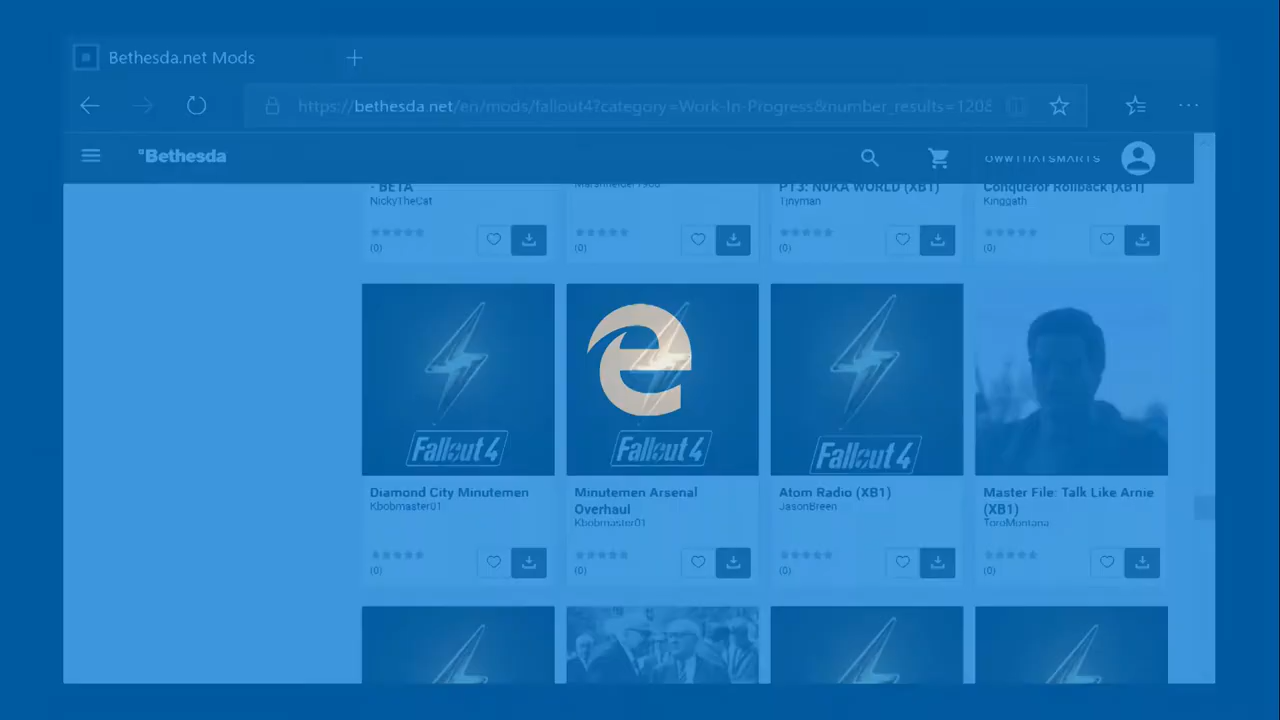 Bethesda.net Mods
https://bethesda.net/en/mods/fallout4?category=Work-In-Progress&number_results=1208
Bethesda
OWWTHATSMARTS
- BETA
NickyTheCat
(0)
Marshheider1900
(0)
PT3: NUKA WORLD (XB1)
Tinyman
(0)
Conqueror Rollback [XB1]
Kinggath
(0)
Fallout 4
Diamond City Minutemen
Kbobmaster01
(0)
Fallout 4
Minutemen Arsenal
Overhaul
Kbobmaster01
(0)
Fallout 4
Atom Radio (XB1)
JasonBreen
(0)
Master File: Talk Like Arnie
(XB1)
ToroMontana
(0)